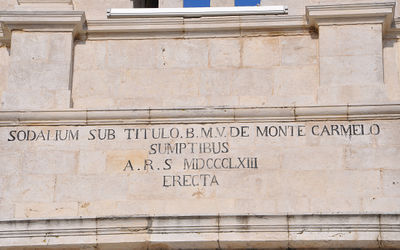 SODALIUM SUB TITULO.B.M.V.DE MONTE CARMELO
SUMPTIBUS
A.R.S MDCCCLXIII
ERECTA